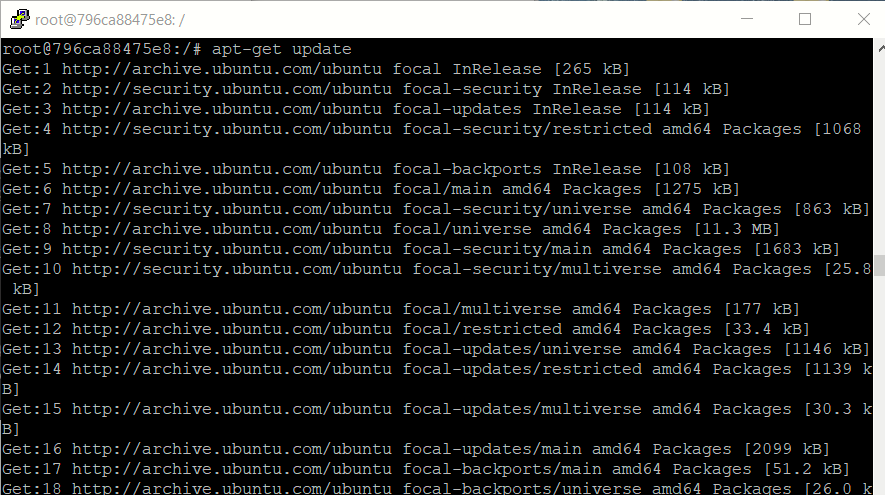 root@796ca88475e8: /
root@796ca88475e8:/# apt-get update
Get:1 http://archive.ubuntu.com/ubuntu focal InRelease [265 kB]
Get:2 http://security.ubuntu.com/ubuntu focal-security InRelease [114 kB]
Get:3 http://archive.ubuntu.com/ubuntu focal-updates InRelease [114 kB]
Get:4 http://security.ubuntu.com/ubuntu focal-security/restricted amd64 Packages [1068
kB]
Get:5 http://archive.ubuntu.com/ubuntu focal-backports InRelease [108 kB]
Get:6 http://archive.ubuntu.com/ubuntu focal/main amd64 Packages [1275 kB]
Get:7 http://security.ubuntu.com/ubuntu focal-security/universe amd64 Packages [863 kB]
Get:8 http://archive.ubuntu.com/ubuntu focal/universe amd64 Packages [11.3 MB]
Get:9 http://security.ubuntu.com/ubuntu focal-security/main amd64 Packages [1683 kB]
Get:10 http://security.ubuntu.com/ubuntu focal-security/multiverse amd64 Packages [25.8
 kB]
Get:11 http://archive.ubuntu.com/ubuntu focal/multiverse amd64 Packages [177 kB]
Get:12 http://archive.ubuntu.com/ubuntu focal/restricted amd64 Packages [33.4 kB]
Get:13 http://archive.ubuntu.com/ubuntu focal-updates/universe amd64 Packages [1146 kB]
Get:14 http://archive.ubuntu.com/ubuntu focal-updates/restricted amd64 Packages [1139 k
B]
Get:15 http://archive.ubuntu.com/ubuntu focal-updates/multiverse amd64 Packages [30.3 k
B]
Get:16 http://archive.ubuntu.com/ubuntu focal-updates/main amd64 Packages [2099 kB]
Get:17 http://archive.ubuntu.com/ubuntu focal-backports/main amd64 Packages [51.2 kB]
Get:18 http://archive.ubuntu.com/ubuntu focal-backports/universe amd64 Packages [26.0 k